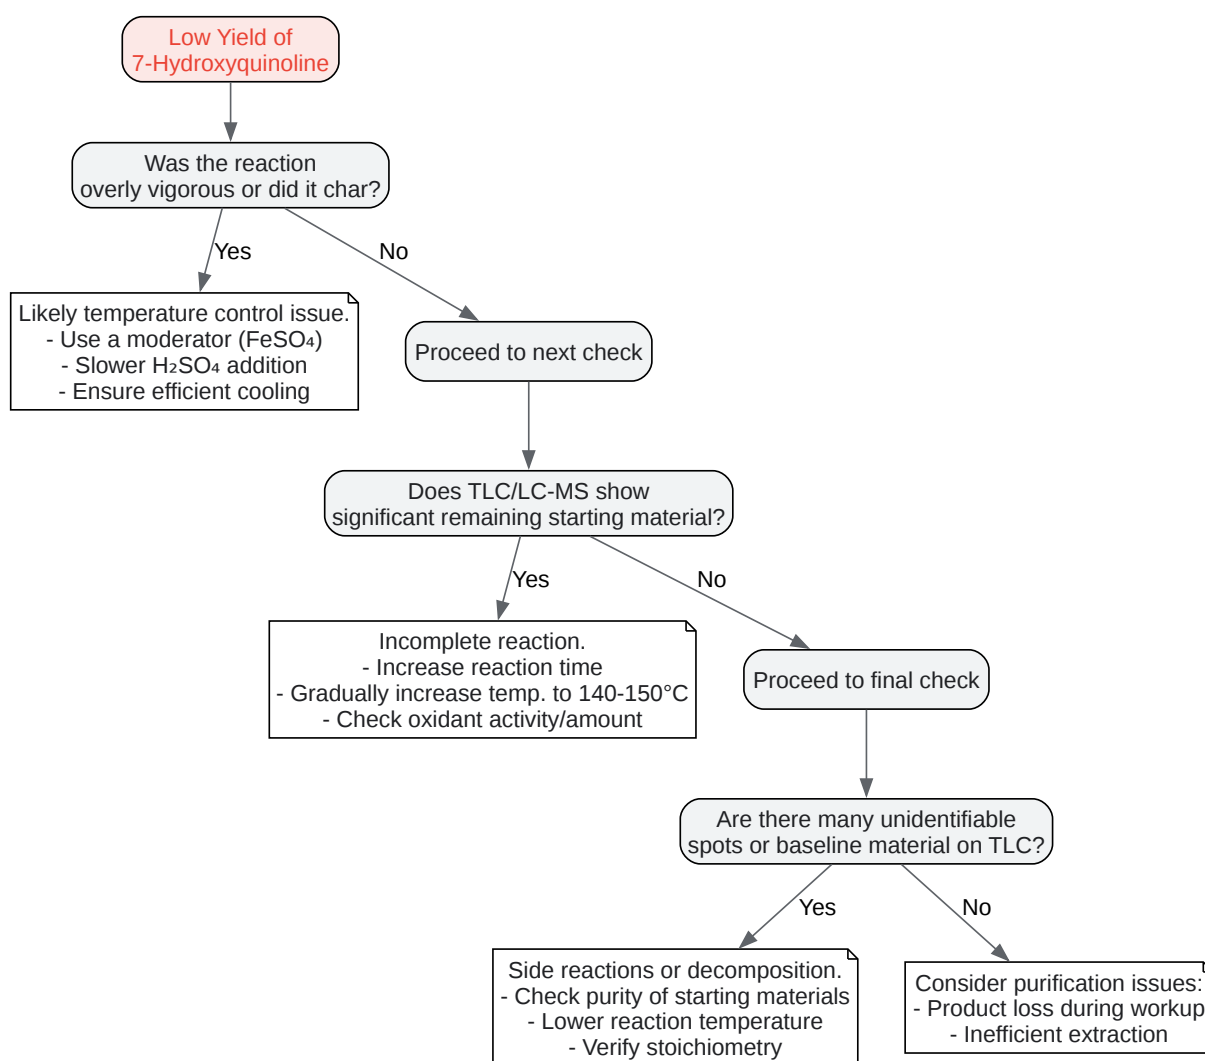 Low Yield of
7-Hydroxyquinoline
Was the reaction
overly vigorous or did it char?
Yes
No
Likely temperature control issue.
- Use a moderator (FeSO₄)
- Slower H₂SO₄ addition
- Ensure efficient cooling
Proceed to next check
Does TLC/LC-MS show
significant remaining starting material?
Yes
No
Incomplete reaction.
- Increase reaction time
- Gradually increase temp. to 140-150°C
- Check oxidant activity/amount
Proceed to final check
Are there many unidentifiable
spots or baseline material on TLC?
Yes
No
Side reactions or decomposition.
- Check purity of starting materials
- Lower reaction temperature
- Verify stoichiometry
Consider purification issues:
- Product loss during workup
- Inefficient extraction